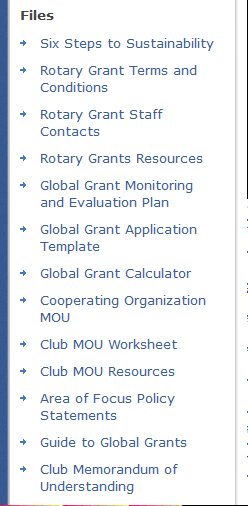 Files
Six Steps to Sustainability
Rotary Grant Terms and
Conditions
Rotary Grant Staff
Contacts
Rotary Grants Resources
Global Grant Monitoring
and Evaluation Plan
Global Grant Application
Template
Global Grant Calculator
Cooperating Organization
MOU
Club MOU Worksheet
Club MOU Resources
Area of Focus Policy
Statements
Guide to Global Grants
Club Memorandum of
Understanding